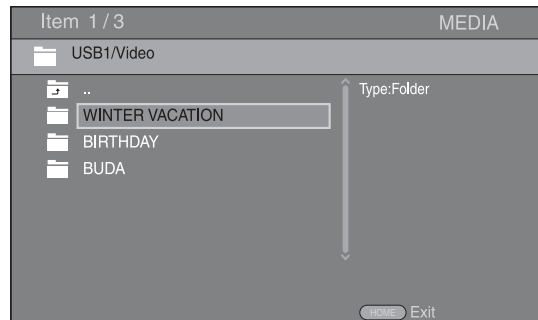 Item 1/3 MEDIA
USB1/Video
..
Type:Folder
WINTER VACATION
BIRTHDAY
BUDA
HOME Exit